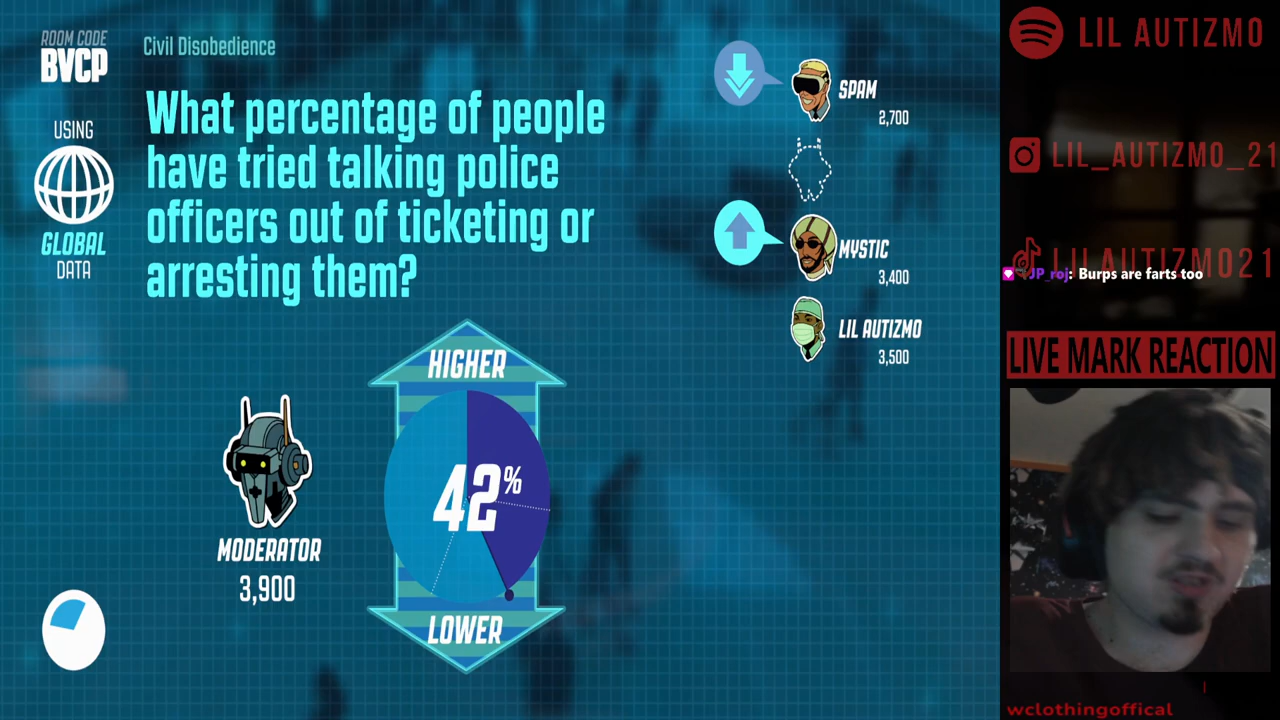 ROOM CODE
BVCP
Civil Disobedience
What percentage of people
have tried talking police
officers out of ticketing or
arresting them?
USING
GLOBAL
DATA
SPAM
2,700
MYSTIC
3,400
LIL AUTIZMO
3,500
HIGHER
42%
LOWER
MODERATOR
3,900
LIL AUTIZMO
LIL_AUTIZMO_21
LILAUTIZMO21
JP_roj: Burps are farts too
LIVE MARK REACTION
wclothingoffical